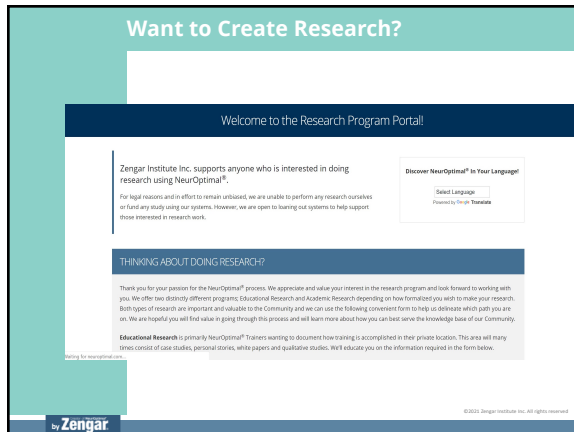 Want to Create Research?
Welcome to the Research Program Portal!
Zengar Institute Inc. supports anyone who is interested in doing
research using NeurOptimal®.
For legal reasons and in effort to remain unbiased, we are unable to perform any research ourselves
or fund any study using our systems. However, we are open to loaning out systems to help support
those interested in research work.
Discover NeurOptimal® In Your Language!
Select Language
Powered by Google Translate
THINKING ABOUT DOING RESEARCH?
Thank you for your passion for the NeurOptimal® process. We appreciate and value your interest in the research program and look forward to working with
you. We offer two distinctly different programs; Educational Research and Academic Research depending on how formalized you wish to make your research.
Both types of research are important and valuable to the Community and we can use the following convenient form to help us delineate which path you are
on. We are hopeful you will find value in going through this process and will learn more about how you can best serve the knowledge base of our Community.
Educational Research is primarily NeurOptimal® Trainers wanting to document how training is accomplished in their private location. This area will many
times consist of case studies, personal stories, white papers and qualitative studies. We'll educate you on the information required in the form below.
Waiting for neuroptimal.com...
©2021 Zengar Institute Inc. All rights reserved
by Zengar